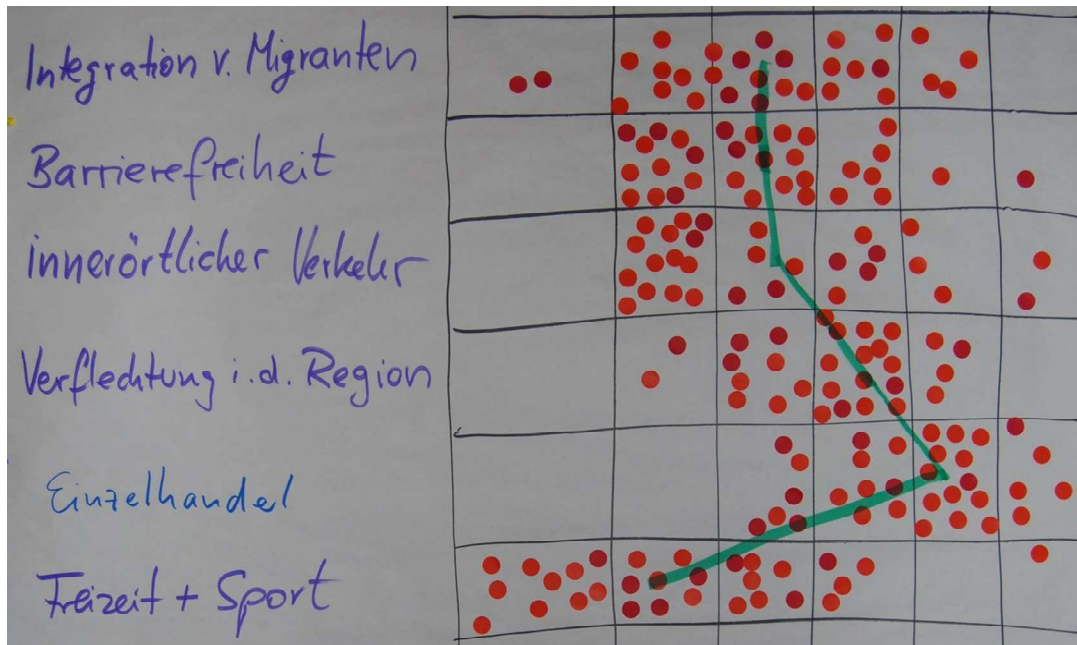 Integration v. Migranten
Barrierefreiheit
innerörtlicher Verkehr
Verflechtung i.d. Region
Einzelhandel
Freizeit + Sport